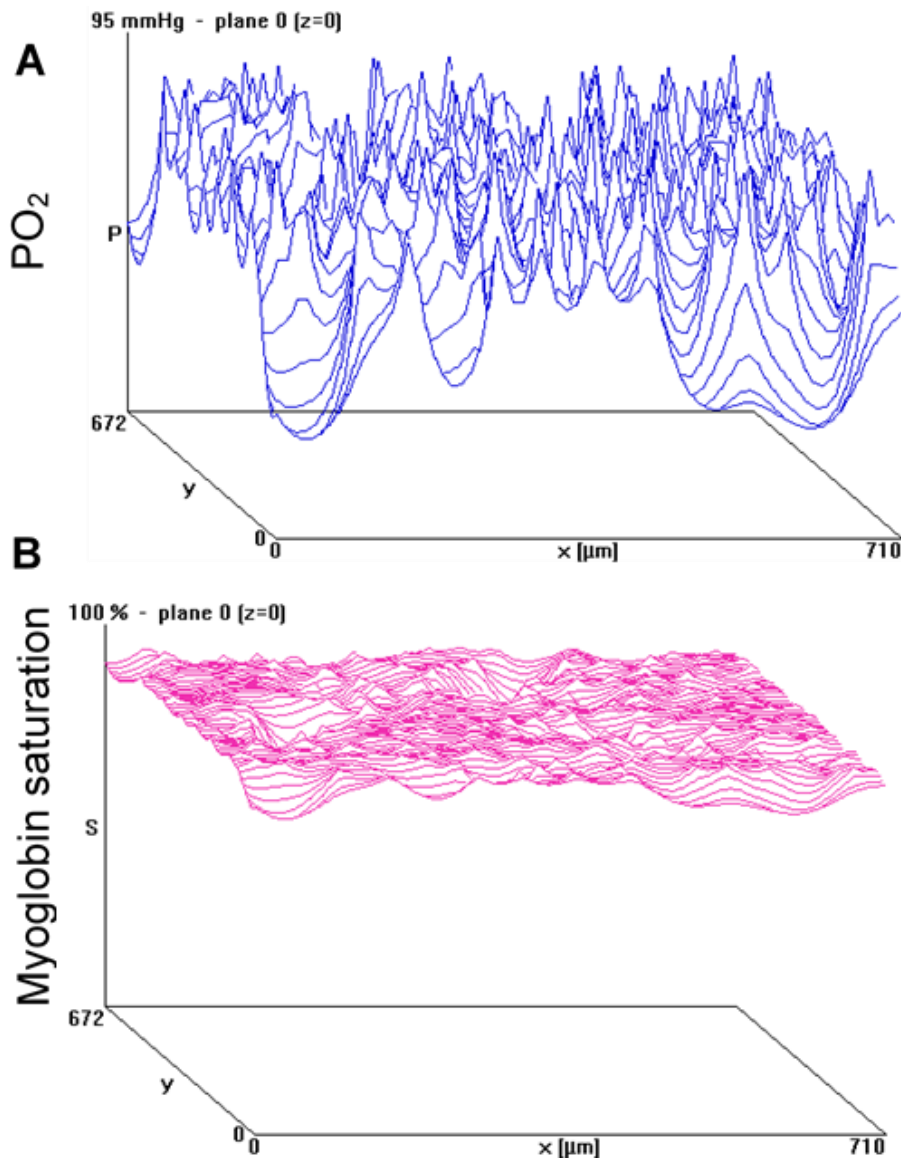 95 mmHg - plane 0 (z=0)
A
PO2
P
672
y
0
0
x [µm]
710
B
100 % - plane 0 (z=0)
Myoglobin saturation
S
672
y
0
0
x [µm]
710